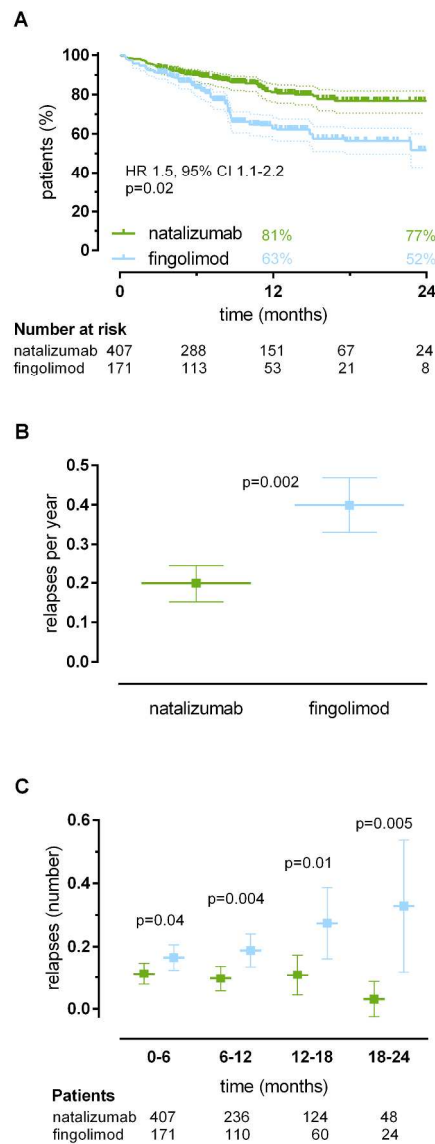 A
100
80
60
40
20
0
patients (%)
HR 1.5, 95% CI 1.1-2.2
p=0.02
natalizumab 81% 77%
fingolimod 63% 52%
0 12 24
time (months)
Number at risk
natalizumab 407 288 151 67 24
fingolimod 171 113 53 21 8
B
0.5
0.4
0.3
0.2
0.1
0.0
relapses per year
p=0.002
natalizumab fingolimod
C
0.6
0.4
0.2
0.0
relapses (number)
p=0.04 p=0.004 p=0.01 p=0.005
0-6 6-12 12-18 18-24
time (months)
Patients
natalizumab 407 236 124 48
fingolimod 171 110 60 24